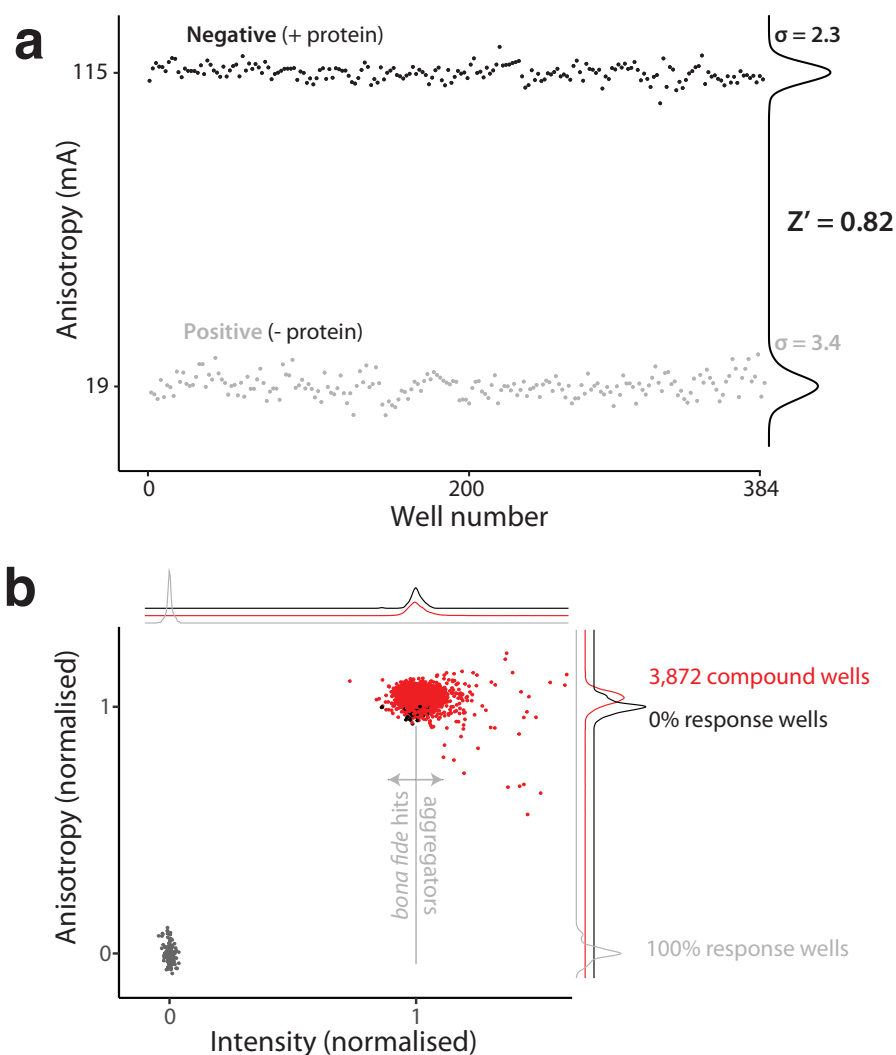 a
Negative (+ protein)
σ = 2.3
115
Anisotropy (mA)
Z' = 0.82
Positive (- protein)
σ = 3.4
19
0
200
384
Well number
b
3,872 compound wells
1
0% response wells
Anisotropy (normalised)
bona fide hits
aggregators
0
100% response wells
0
1
Intensity (normalised)